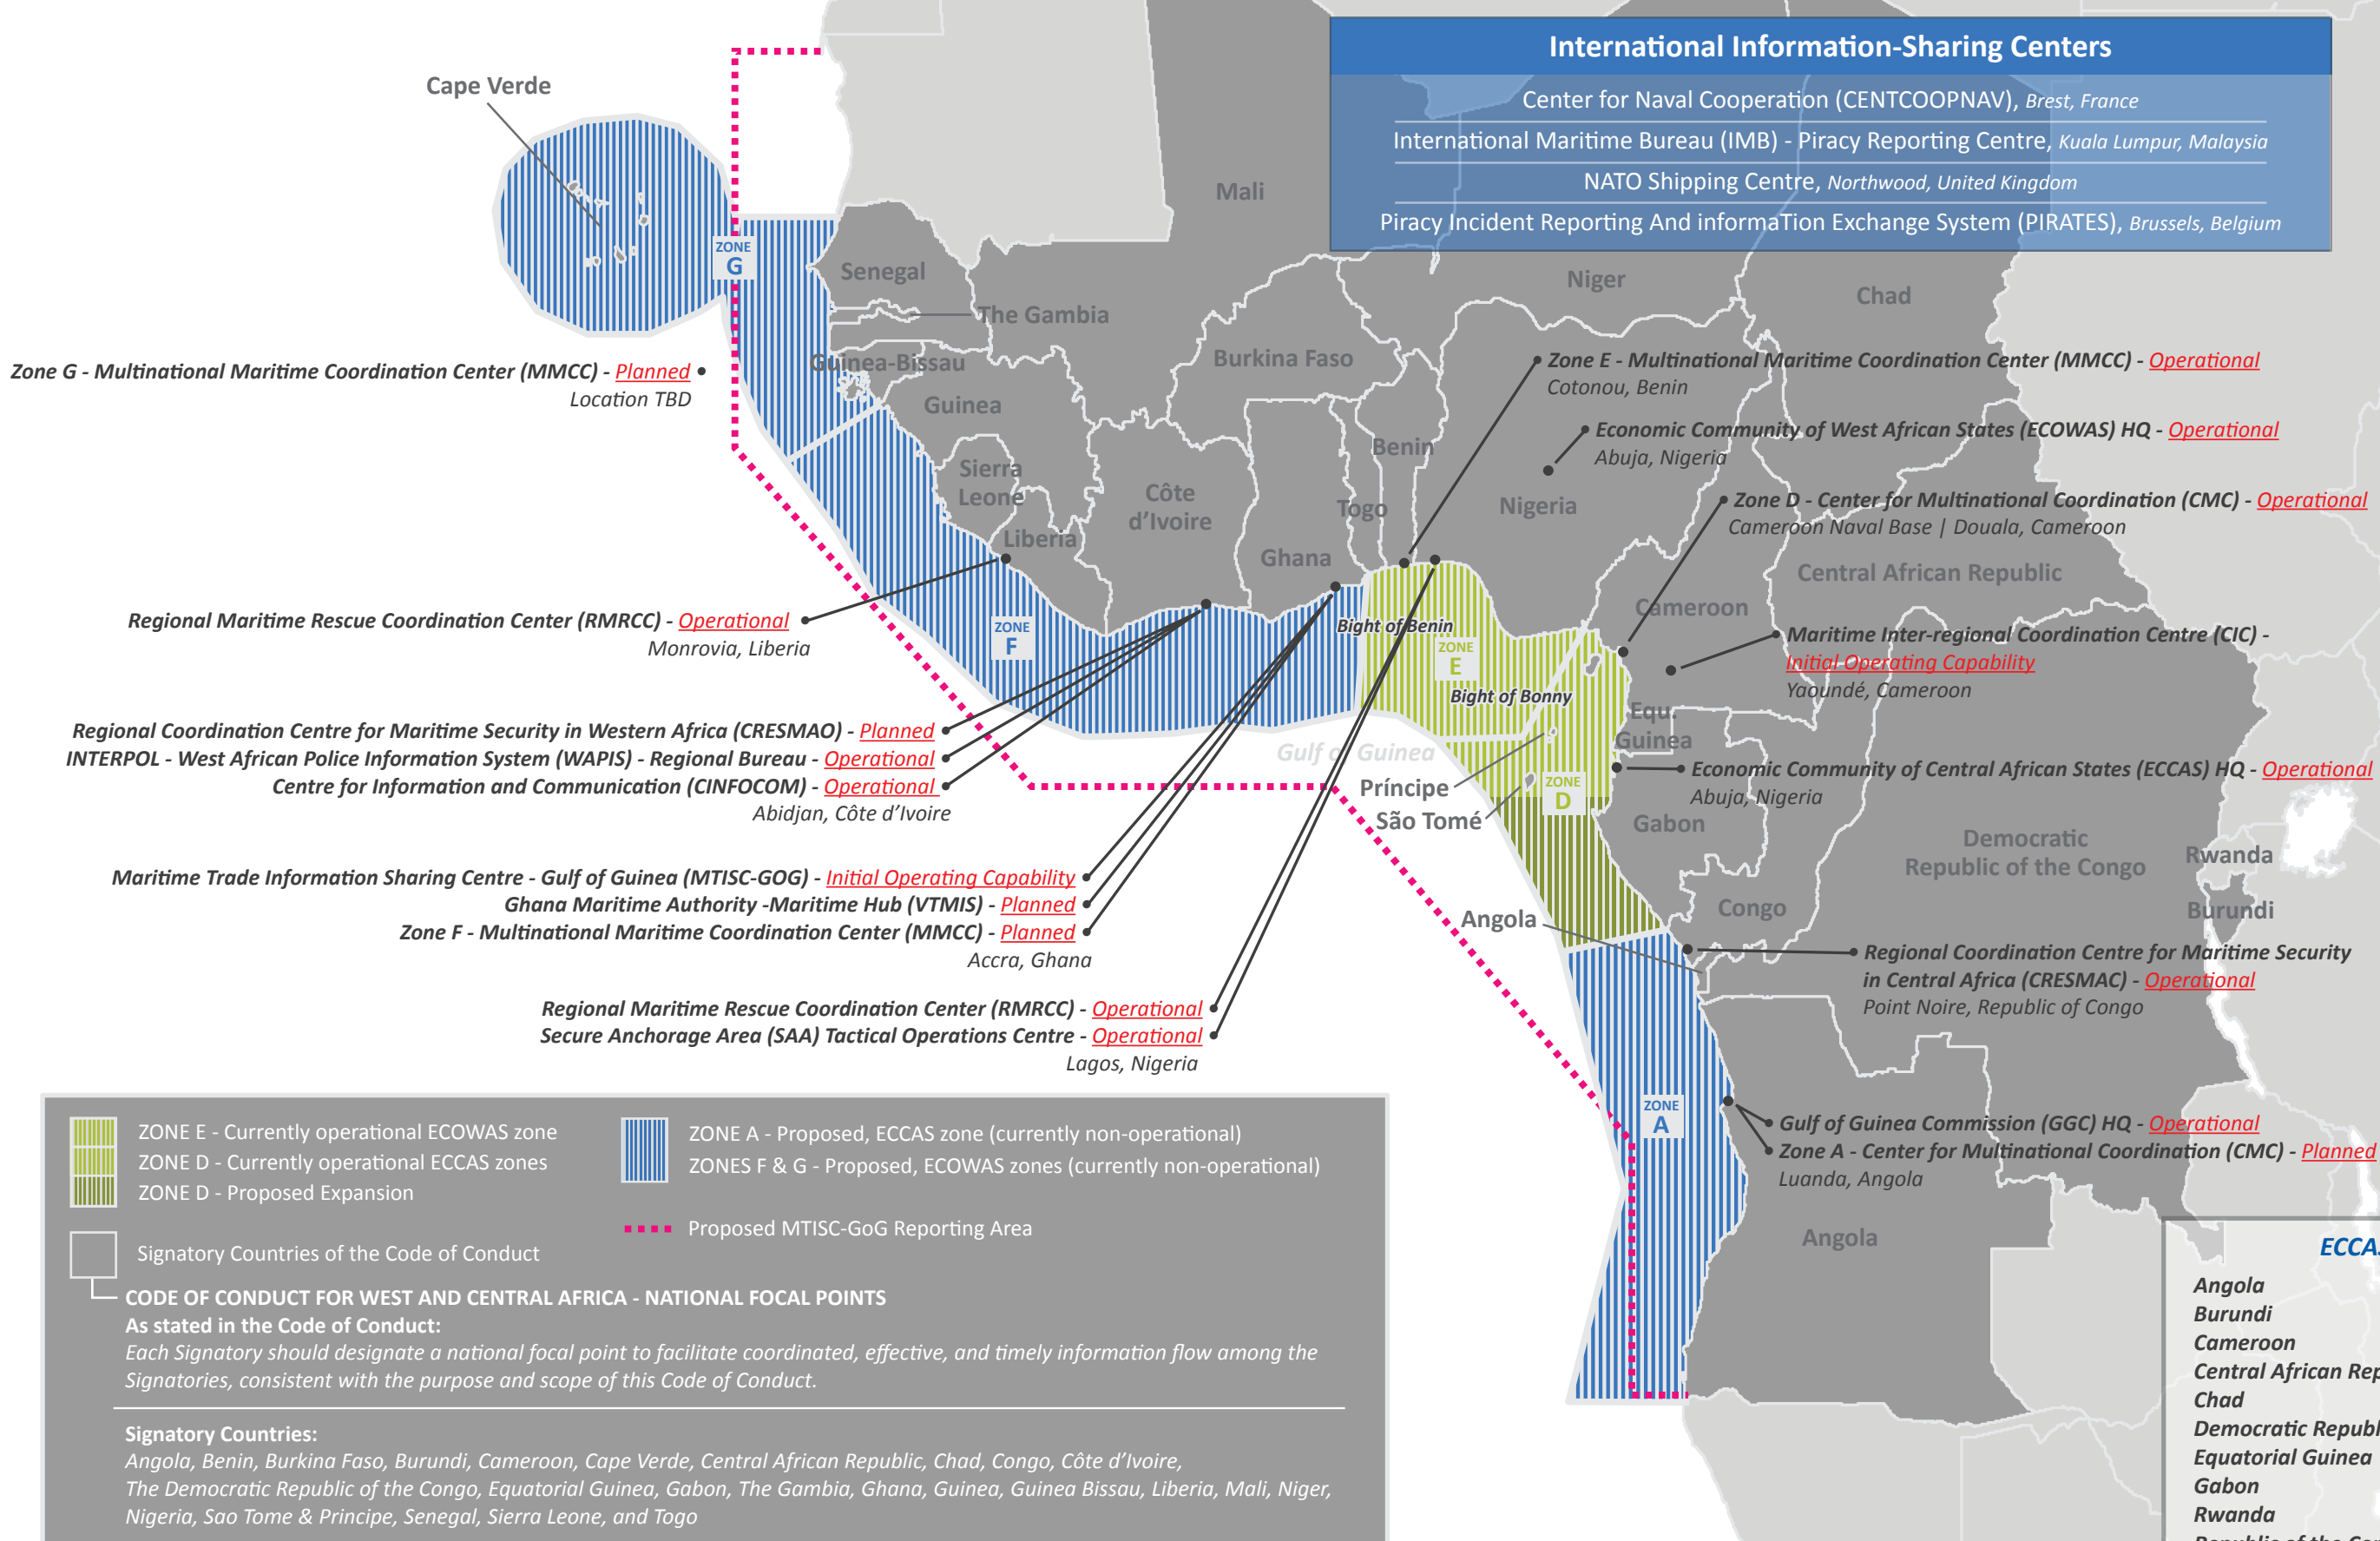 International Information-Sharing Centers
Center for Naval Cooperation (CENTCOOPNAV), Brest, France
International Maritime Bureau (IMB) - Piracy Reporting Centre, Kuala Lumpur, Malaysia
NATO Shipping Centre, Northwood, United Kingdom
Piracy Incident Reporting And informaTion Exchange System (PIRATES), Brussels, Belgium
Cape Verde
Mali
ZONE
G
Senegal
Niger
Chad
The Gambia
Guinea-Bissau
Burkina Faso
Guinea
Benin
Sierra
Leone
Côte
d’Ivoire
Togo
Nigeria
Liberia
Ghana
Central African Republic
Cameroon
Zone G - Multinational Maritime Coordination Center (MMCC) - Planned
Location TBD
Zone E - Multinational Maritime Coordination Center (MMCC) - Operational
Cotonou, Benin
Economic Community of West African States (ECOWAS) HQ - Operational
Abuja, Nigeria
Zone D - Center for Multinational Coordination (CMC) - Operational
Cameroon Naval Base | Douala, Cameroon
Regional Maritime Rescue Coordination Center (RMRCC) - Operational
Monrovia, Liberia
ZONE
F
Bight of Benin
ZONE
E
Bight of Bonny
Maritime Inter-regional Coordination Centre (CIC) -
Initial Operating Capability
Yaoundé, Cameroon
Equ.
Guinea
Regional Coordination Centre for Maritime Security in Western Africa (CRESMAO) - Planned
INTERPOL - West African Police Information System (WAPIS) - Regional Bureau - Operational
Centre for Information and Communication (CINFOCOM) - Operational
Abidjan, Côte d’Ivoire
Gulf of Guinea
Príncipe
São Tomé
ZONE
D
Economic Community of Central African States (ECCAS) HQ - Operational
Abuja, Nigeria
Gabon
Democratic
Republic of the Congo
Rwanda
Burundi
Congo
Angola
Maritime Trade Information Sharing Centre - Gulf of Guinea (MTISC-GOG) - Initial Operating Capability
Ghana Maritime Authority -Maritime Hub (VTMIS) - Planned
Zone F - Multinational Maritime Coordination Center (MMCC) - Planned
Accra, Ghana
Regional Coordination Centre for Maritime Security
in Central Africa (CRESMAC) - Operational
Point Noire, Republic of Congo
Regional Maritime Rescue Coordination Center (RMRCC) - Operational
Secure Anchorage Area (SAA) Tactical Operations Centre - Operational
Lagos, Nigeria
ZONE
A
Gulf of Guinea Commission (GGC) HQ - Operational
Zone A - Center for Multinational Coordination (CMC) - Planned
Luanda, Angola
Angola
ZONE E - Currently operational ECOWAS zone
ZONE D - Currently operational ECCAS zones
ZONE D - Proposed Expansion
ZONE A - Proposed, ECCAS zone (currently non-operational)
ZONES F & G - Proposed, ECOWAS zones (currently non-operational)
Proposed MTISC-GoG Reporting Area
Signatory Countries of the Code of Conduct
CODE OF CONDUCT FOR WEST AND CENTRAL AFRICA - NATIONAL FOCAL POINTS
As stated in the Code of Conduct:
Each Signatory should designate a national focal point to facilitate coordinated, effective, and timely information flow among the
Signatories, consistent with the purpose and scope of this Code of Conduct.
Signatory Countries:
Angola, Benin, Burkina Faso, Burundi, Cameroon, Cape Verde, Central African Republic, Chad, Congo, Côte d’Ivoire,
The Democratic Republic of the Congo, Equatorial Guinea, Gabon, The Gambia, Ghana, Guinea, Guinea Bissau, Liberia, Mali, Niger,
Nigeria, Sao Tome & Principe, Senegal, Sierra Leone, and Togo
Angola
Burundi
Cameroon
Central African
Chad
Democratic
Equatorial Guinea
Gabon
Rwanda